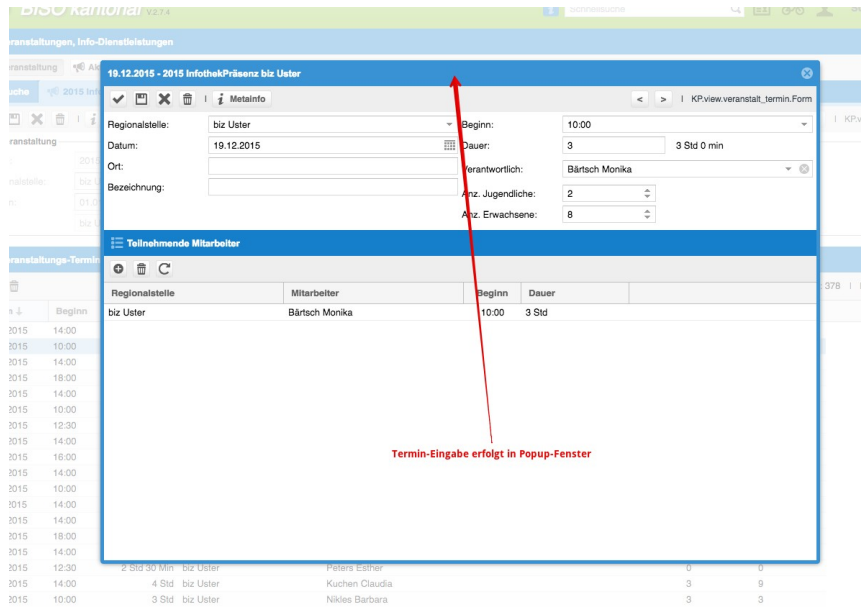 BISO kantonal V2.7.4
Schnellsuche
Veranstaltungen, Info-Dienstleistungen
19.12.2015 - 2015 InfothekPräsenz biz Uster
Metainfo
< > | KP.view.veranstalt_termin.Form
Regionalstelle: biz Uster Beginn: 10:00
Datum: 19.12.2015 Dauer: 3 3 Std 0 min
Ort: Verantwortlich: Bärtsch Monika
Bezeichnung: Anz. Jugendliche: 2
Anz. Erwachsene: 8
Teilnehmende Mitarbeiter
Regionalstelle Mitarbeiter Beginn Dauer
biz Uster Bärtsch Monika 10:00 3 Std
Termin-Eingabe erfolgt in Popup-Fenster
378
Beginn
2015 14:00
2015 10:00
2015 14:00
2015 18:00
2015 14:00
2015 10:00
2015 12:30
2015 14:00
2015 16:00
2015 14:00
2015 10:00
2015 14:00
2015 14:00
2015 18:00
2015 14:00
2015 12:30 2 Std 30 Min biz Uster Peters Esther 0 0
2015 14:00 4 Std biz Uster Kuchen Claudia 3 9
2015 10:00 3 Std biz Uster Nikles Barbara 3 3